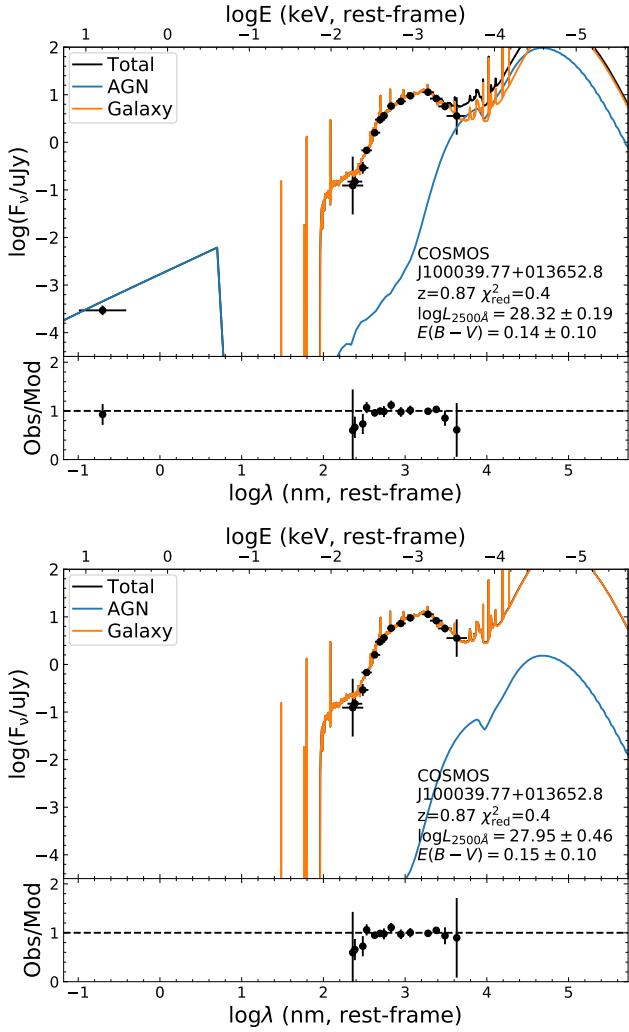 logE (keV, rest-frame)
1 0 −1 −2 −3 −4 −5
Total
AGN
Galaxy
log(Fν/uJy)
2
1
0
−1
−2
−3
−4
COSMOS
J100039.77+013652.8
z=0.87 χ²red=0.4
logL2500Å = 28.32 ± 0.19
E(B − V) = 0.14 ± 0.10
Obs/Mod
2
1
0
−1 0 1 2 3 4 5
logλ (nm, rest-frame)
logE (keV, rest-frame)
1 0 −1 −2 −3 −4 −5
Total
AGN
Galaxy
log(Fν/uJy)
2
1
0
−1
−2
−3
−4
COSMOS
J100039.77+013652.8
z=0.87 χ²red=0.4
logL2500Å = 27.95 ± 0.46
E(B − V) = 0.15 ± 0.10
Obs/Mod
2
1
0
−1 0 1 2 3 4 5
logλ (nm, rest-frame)